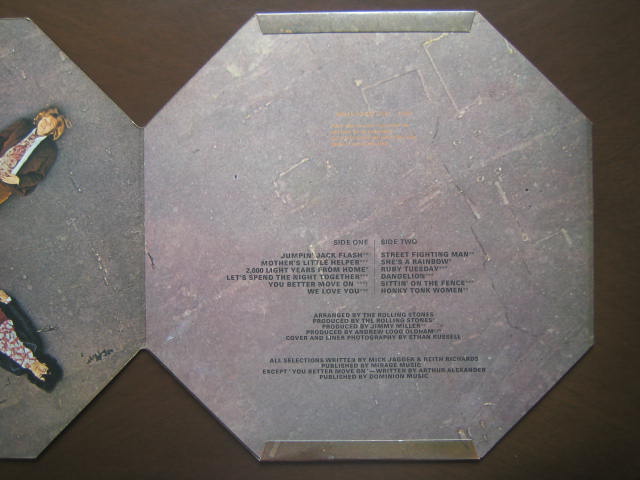 SIDE ONE
JUMPIN' JACK FLASH**
MOTHER'S LITTLE HELPER***
2,000 LIGHT YEARS FROM HOME*
LET'S SPEND THE NIGHT TOGETHER***
YOU BETTER MOVE ON ***
WE LOVE YOU***
SIDE TWO
STREET FIGHTING MAN**
SHE'S A RAINBOW*
RUBY TUESDAY***
DANDELION***
SITTIN' ON THE FENCE***
HONKY TONK WOMEN**
ARRANGED BY THE ROLLING STONES
PRODUCED BY THE ROLLING STONES*
PRODUCED BY JIMMY MILLER**
PRODUCED BY ANDREW LOOG OLDHAM***
COVER AND LINER PHOTOGRAPHY BY ETHAN RUSSELL
ALL SELECTIONS WRITTEN BY MICK JAGGER & KEITH RICHARDS
PUBLISHED BY MIRAGE MUSIC
EXCEPT 'YOU BETTER MOVE ON'—WRITTEN BY ARTHUR ALEXANDER
PUBLISHED BY DOMINION MUSIC